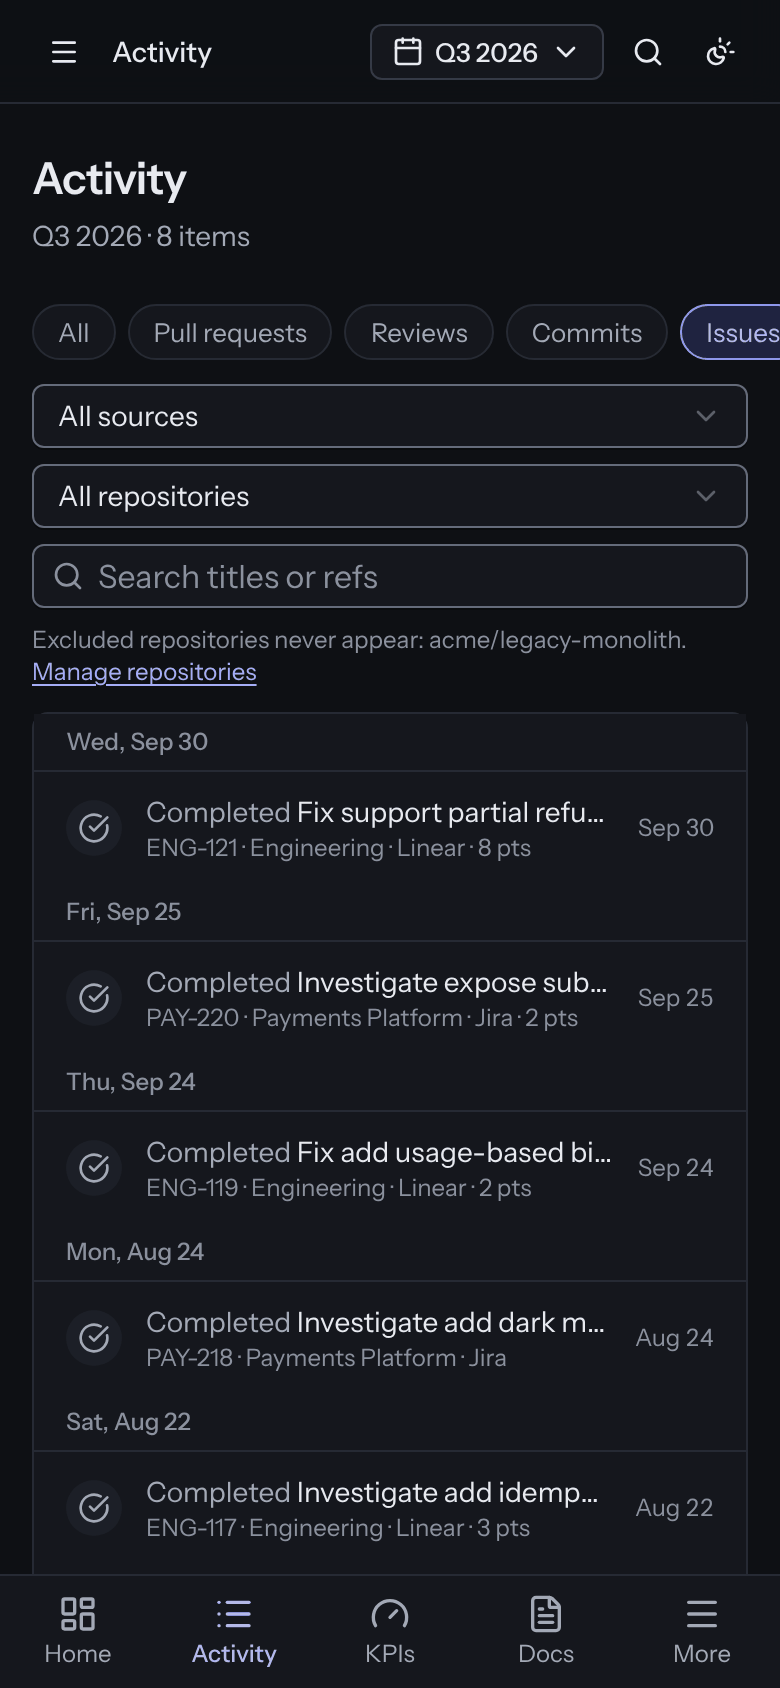 Activity
Q3 2026
Activity
Q3 2026 · 8 items
All
Pull requests
Reviews
Commits
Issues
All sources
All repositories
Search titles or refs
Excluded repositories never appear: acme/legacy-monolith.
Manage repositories
Wed, Sep 30
Completed Fix support partial refu...
Sep 30
ENG-121 · Engineering · Linear · 8 pts
Fri, Sep 25
Completed Investigate expose sub...
Sep 25
PAY-220 · Payments Platform · Jira · 2 pts
Thu, Sep 24
Completed Fix add usage-based bi...
Sep 24
ENG-119 · Engineering · Linear · 2 pts
Mon, Aug 24
Completed Investigate add dark m...
Aug 24
PAY-218 · Payments Platform · Jira
Sat, Aug 22
Completed Investigate add idemp...
Aug 22
ENG-117 · Engineering · Linear · 3 pts
Home
Activity
KPIs
Docs
More